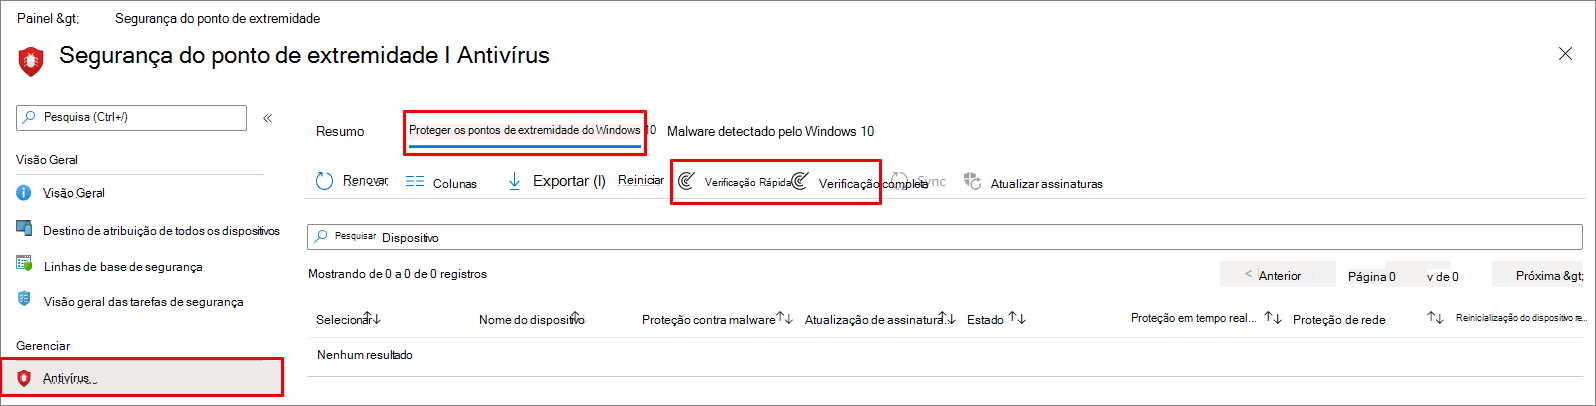 Painel &gt; Segurança do ponto de extremidade
Segurança do ponto de extremidade | Antivírus
Pesquisa (Ctrl+/)
«
Visão Geral
Visão Geral
Destino de atribuição de todos os dispositivos
Linhas de base de segurança
Visão geral das tarefas de segurança
Gerenciar
Antivírus
Resumo Proteger os pontos de extremidade do Windows 10 Malware detectado pelo Windows 10
Renovar Colunas Exportar (I) Reiniciar Verificação Rápida Verificação completa Sync Atualizar assinaturas
Pesquisar Dispositivo
Mostrando de 0 a 0 de 0 registros
< Anterior Página 0 v de 0 Próxima &gt;
Selecionar Nome do dispositivo Proteção contra malware Atualização de assinatura... Estado Proteção em tempo real... Proteção de rede Reinicialização do dispositivo re...
Nenhum resultado